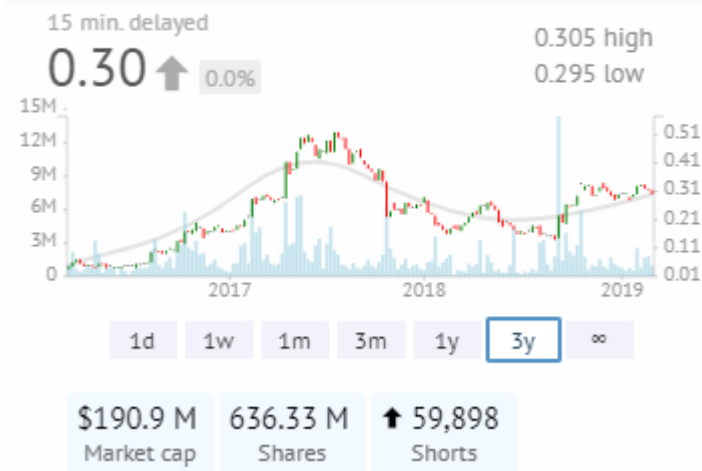 15 min. delayed
0.30 0.0%
0.305 high
0.295 low
15M
12M
9M
6M
3M
0
0.51
0.41
0.31
0.21
0.11
0.01
2017 2018 2019
1d 1w 1m 3m 1y 3y ∞
$190.9 M 636.33 M 59,898
Market cap Shares Shorts